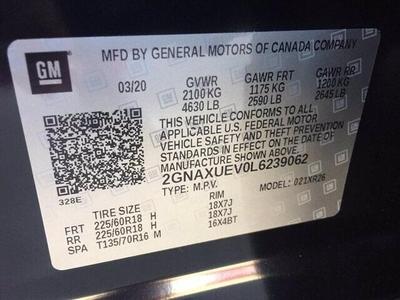 GM
MFD BY GENERAL MOTORS OF CANADA COMPANY
03/20
GVWR GAWR FRT GAWR RR
2100 KG 1175 KG 1200 KG
4630 LB 2590 LB 2645 LB
THIS VEHICLE CONFORMS TO ALL
APPLICABLE U.S. FEDERAL MOTOR
VEHICLE SAFETY AND THEFT PREVENTION
STANDARDS IN EFFECT ON THE DATE OF
MANUFACTURE SHOWN ABOVE.
2GNAXUEV0L6239062
TYPE: M.P.V. MODEL: 021XR26
328E
TIRE SIZE RIM
FRT 225/60R18 H 18X7J
RR 225/60R18 H 18X7J
SPA T135/70R16 M 16X4BT